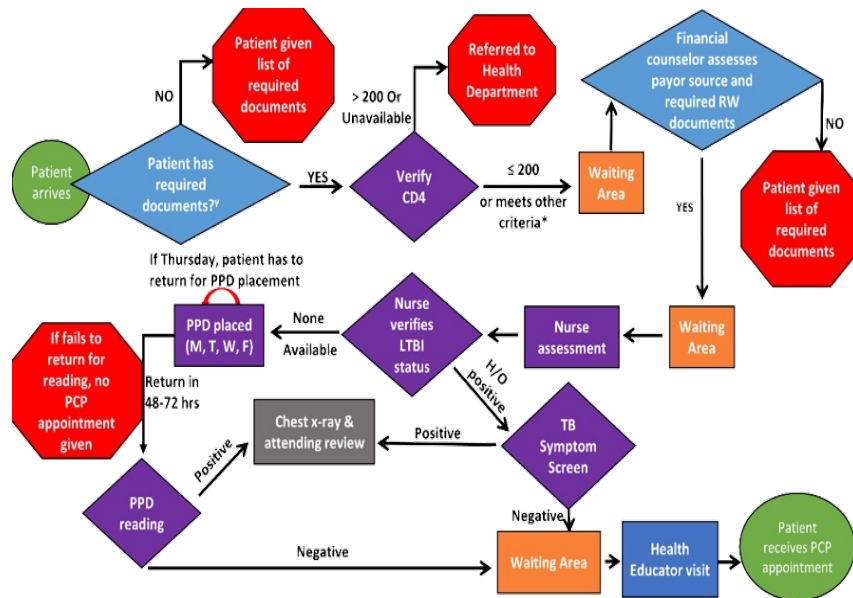 Patient
arrives
Patient has
required
documents?ʸ
NO
Patient given
list of
required
documents
YES
Verify
CD4
> 200 Or
Unavailable
Referred to
Health
Department
≤ 200
or meets other
criteria*
Waiting
Area
Financial
counselor assesses
payor source and
required RW
documents
NO
Patient given
list of
required
documents
YES
Waiting
Area
Nurse
assessment
Nurse
verifies
LTBI
status
None
Available
If Thursday, patient has to
return for PPD placement
PPD placed
(M, T, W, F)
If fails to
return for
reading, no
PCP
appointment
given
Return in
48-72 hrs
PPD
reading
Positive
Chest x-ray &
attending review
H/O
positive
TB
Symptom
Screen
Positive
Negative
Negative
Waiting Area
Health
Educator visit
Patient
receives PCP
appointment